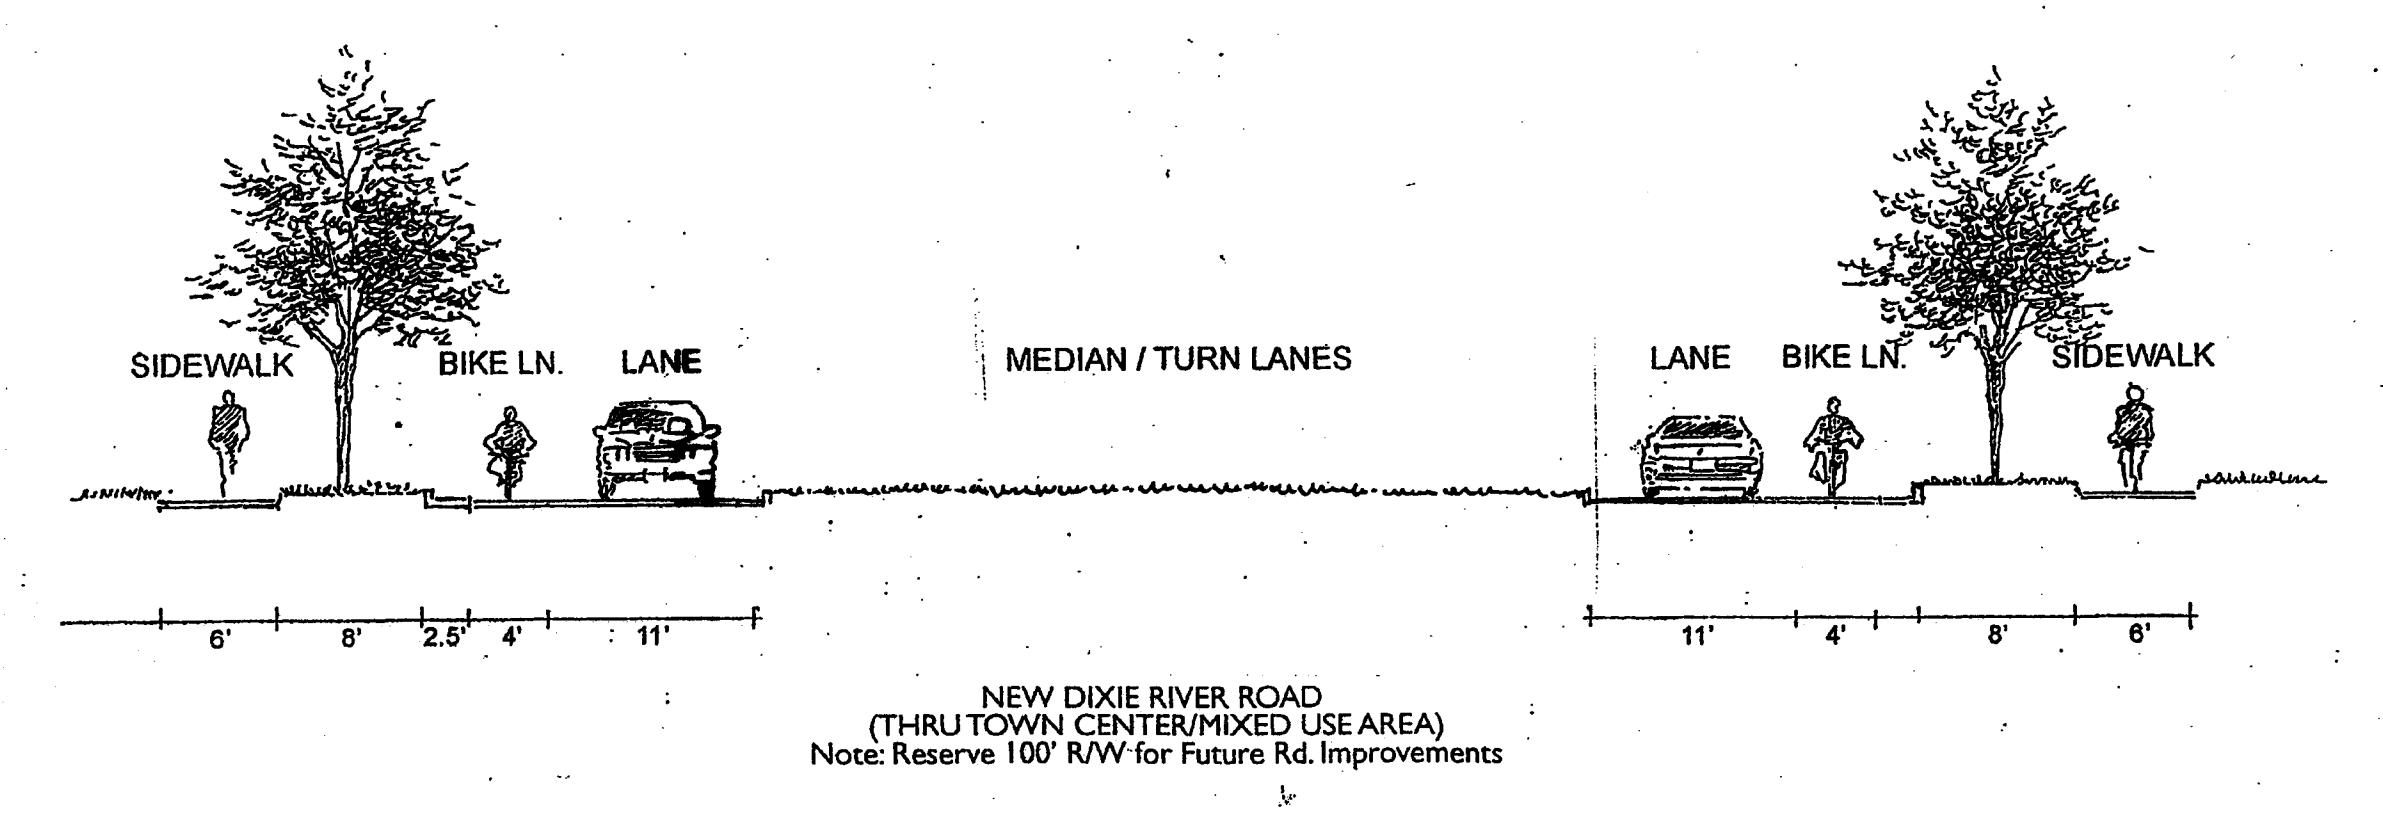 SIDEWALK BIKE LN. LANE MEDIAN / TURN LANES LANE BIKE LN. SIDEWALK
6' 8' 2.5' 4' 11' 11' 4' 8' 6'
NEW DIXIE RIVER ROAD
(THRU TOWN CENTER/MIXED USE AREA)
Note: Reserve 100' R/W for Future Rd. Improvements